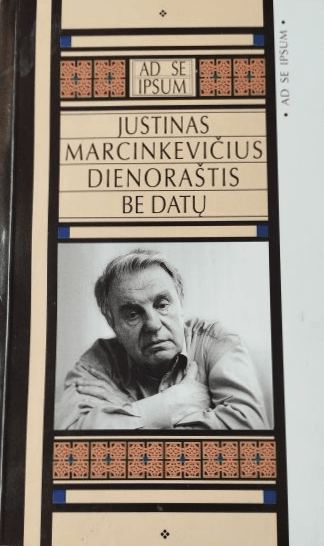 AD SE
IPSUM
JUSTINAS
MARCINKEVIČIUS
DIENORAŠTIS
BE DATŲ
• AD SE IPSUM •